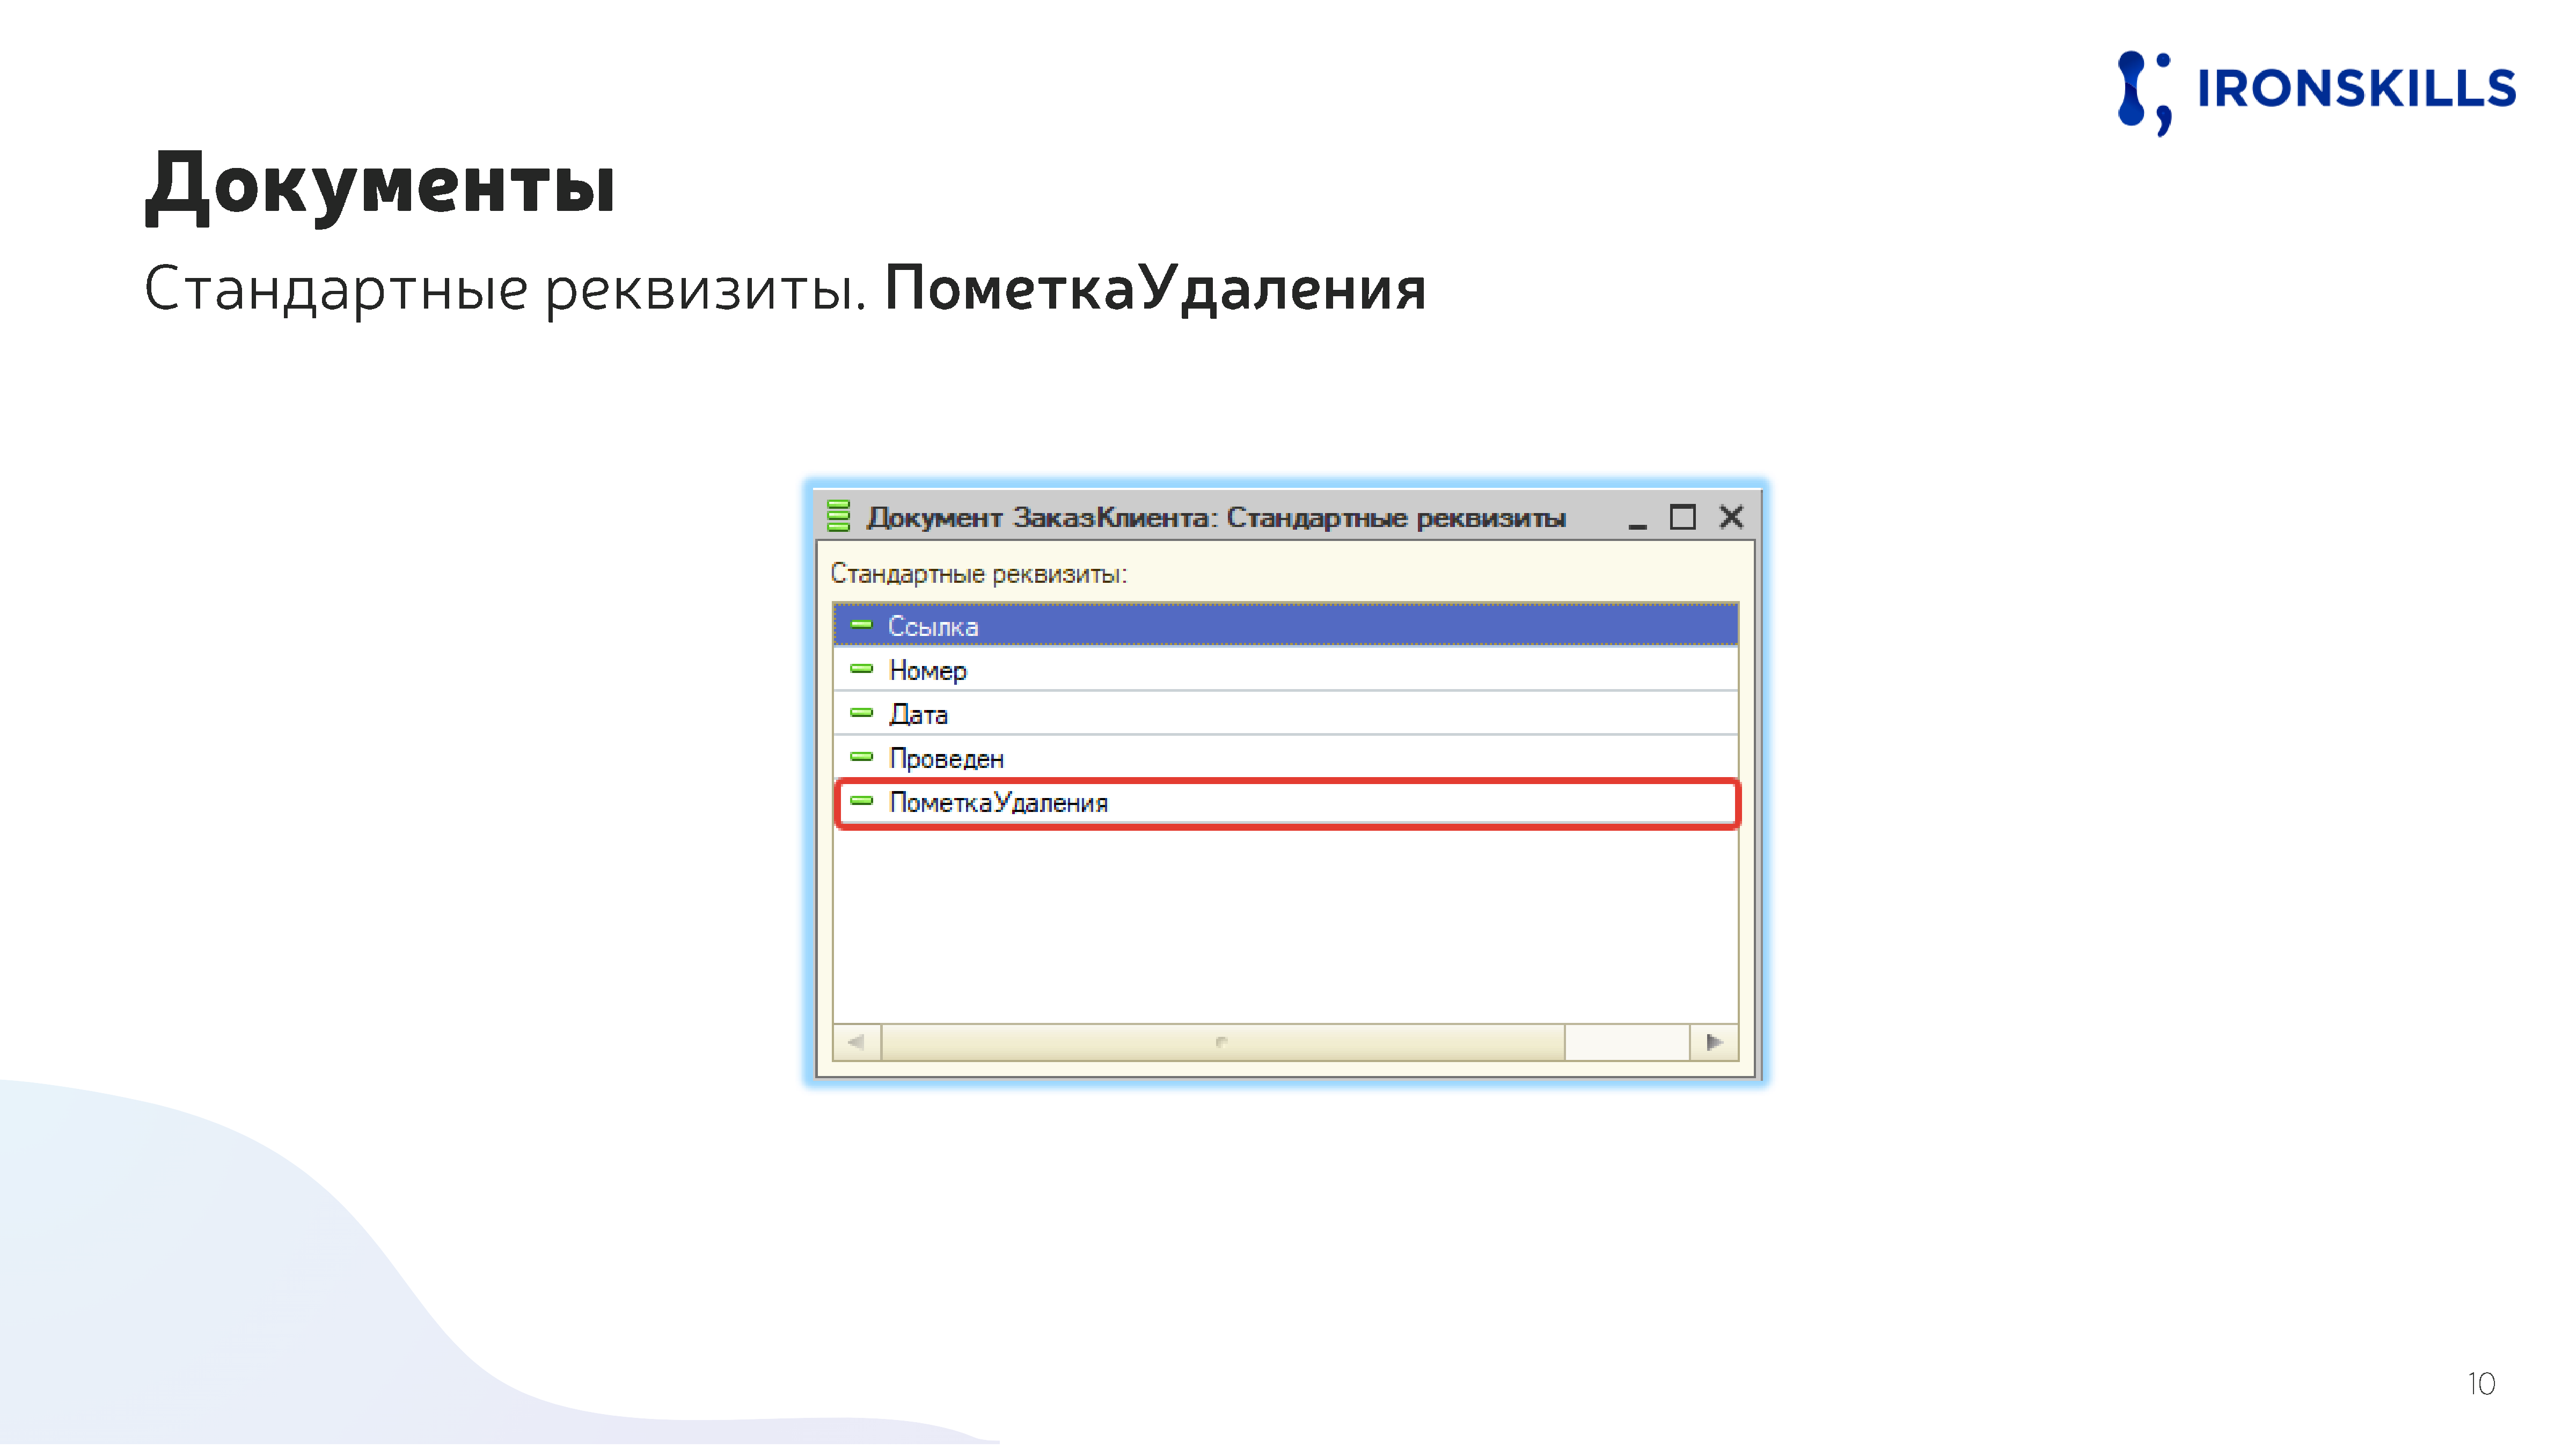 IRONSKILLS
Документы
Стандартные реквизиты. ПометкаУдаления
Документ ЗаказКлиента: Стандартные реквизиты
Стандартные реквизиты:
Ссылка
Номер
Дата
Проведен
ПометкаУдаления
10